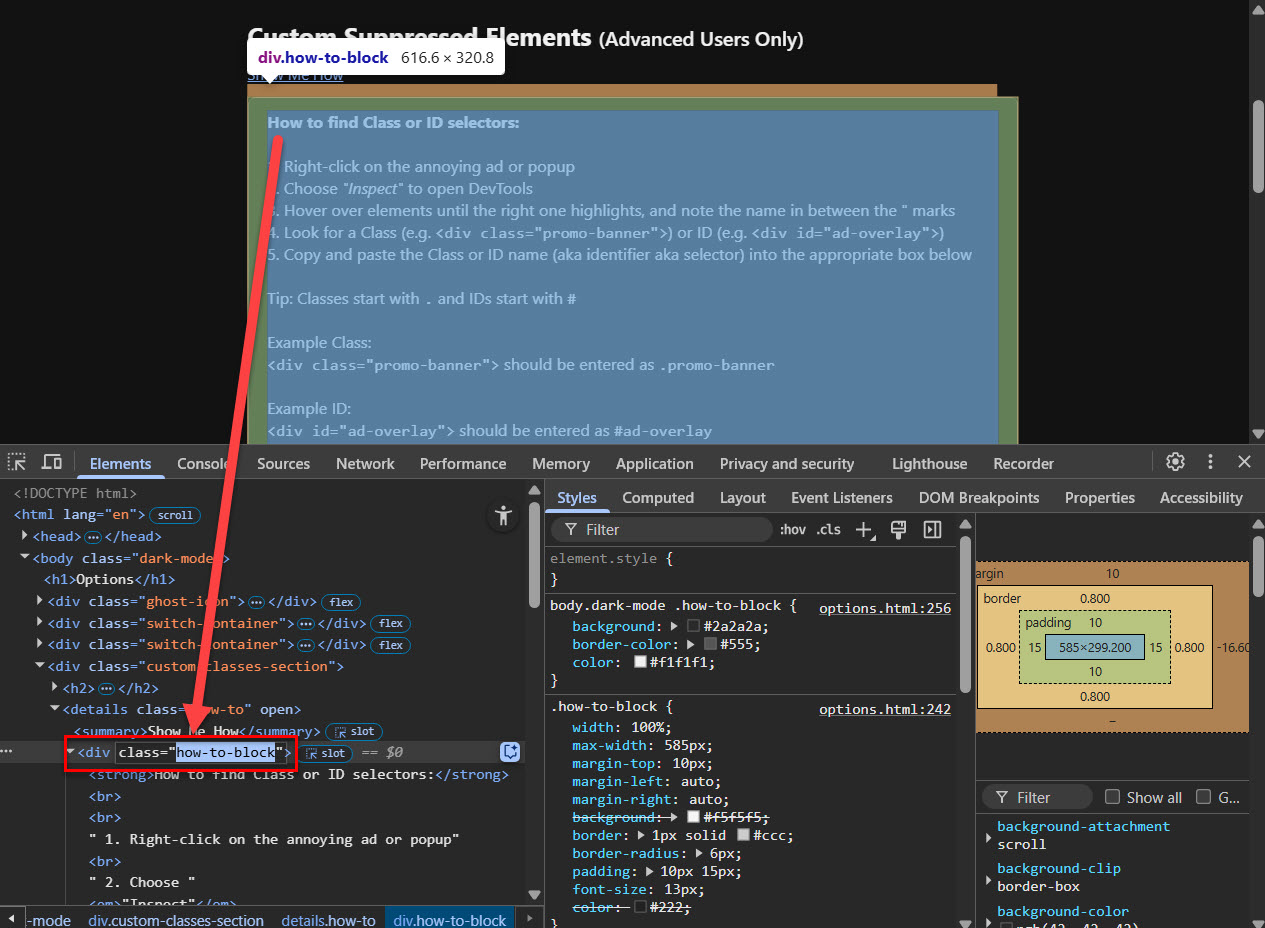 Custom Suppressed Elements (Advanced Users Only)
div.how-to-block 616.6 × 320.8
Show Me How
How to find Class or ID selectors:
Right-click on the annoying ad or popup
. Choose "Inspect" to open DevTools
3. Hover over elements until the right one highlights, and note the name in between the " marks
4. Look for a Class (e.g. <div class="promo-banner">) or ID (e.g. <div id="ad-overlay">)
5. Copy and paste the Class or ID name (aka identifier aka selector) into the appropriate box below
Tip: Classes start with . and IDs start with #
Example Class:
<div class="promo-banner"> should be entered as .promo-banner
Example ID:
<div id="ad-overlay"> should be entered as #ad-overlay
Elements Console Sources Network Performance Memory Application Privacy and security Lighthouse Recorder
<!DOCTYPE html>
<html lang="en"> scroll
<head> … </head>
<body class="dark-mode">
<h1>Options</h1>
<div class="ghost-icon"> … </div> flex
<div class="switch-container"> … </div> flex
<div class="switch-container"> … </div> flex
<div class="custom-classes-section">
<h2> … </h2>
<details class="how-to" open>
<summary>Show Me How</summary> slot
… <div class="how-to-block"> slot == $0
<strong>How to find Class or ID selectors:</strong>
<br>
<br>
" 1. Right-click on the annoying ad or popup"
<br>
" 2. Choose "
<em>"Inspect"</em>
-mode div.custom-classes-section details.how-to div.how-to-block
Styles Computed Layout Event Listeners DOM Breakpoints Properties Accessibility
Filter :hov .cls
element.style {
}
body.dark-mode .how-to-block { options.html:256
background: #2a2a2a;
border-color: #555;
color: #f1f1f1;
}
.how-to-block { options.html:242
width: 100%;
max-width: 585px;
margin-top: 10px;
margin-left: auto;
margin-right: auto;
background: #f5f5f5;
border: 1px solid #ccc;
border-radius: 6px;
padding: 10px 15px;
font-size: 13px;
color: #222;
}
argin 10
border 0.800
padding 10
0.800 15 585×299.200 15 0.800 -16.60
10
0.800
–
Filter Show all G...
background-attachment
scroll
background-clip
border-box
background-color